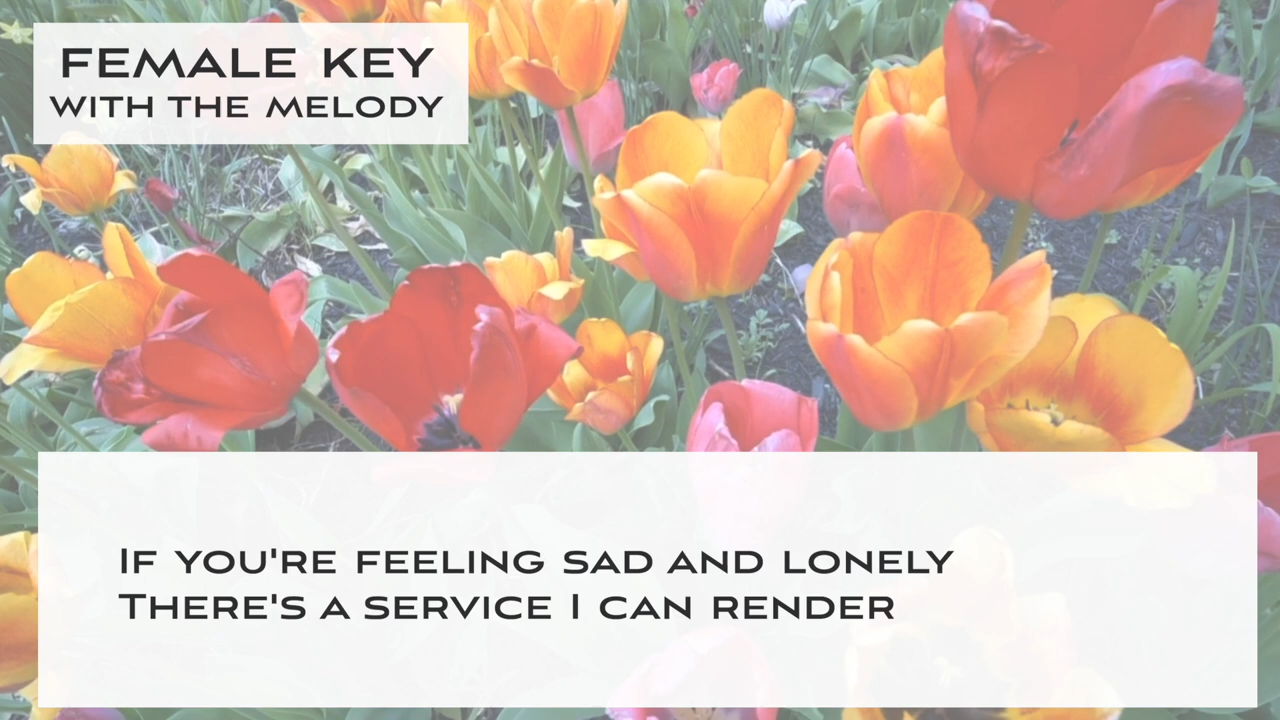 FEMALE KEY
WITH THE MELODY
IF YOU'RE FEELING SAD AND LONELY
THERE'S A SERVICE I CAN RENDER